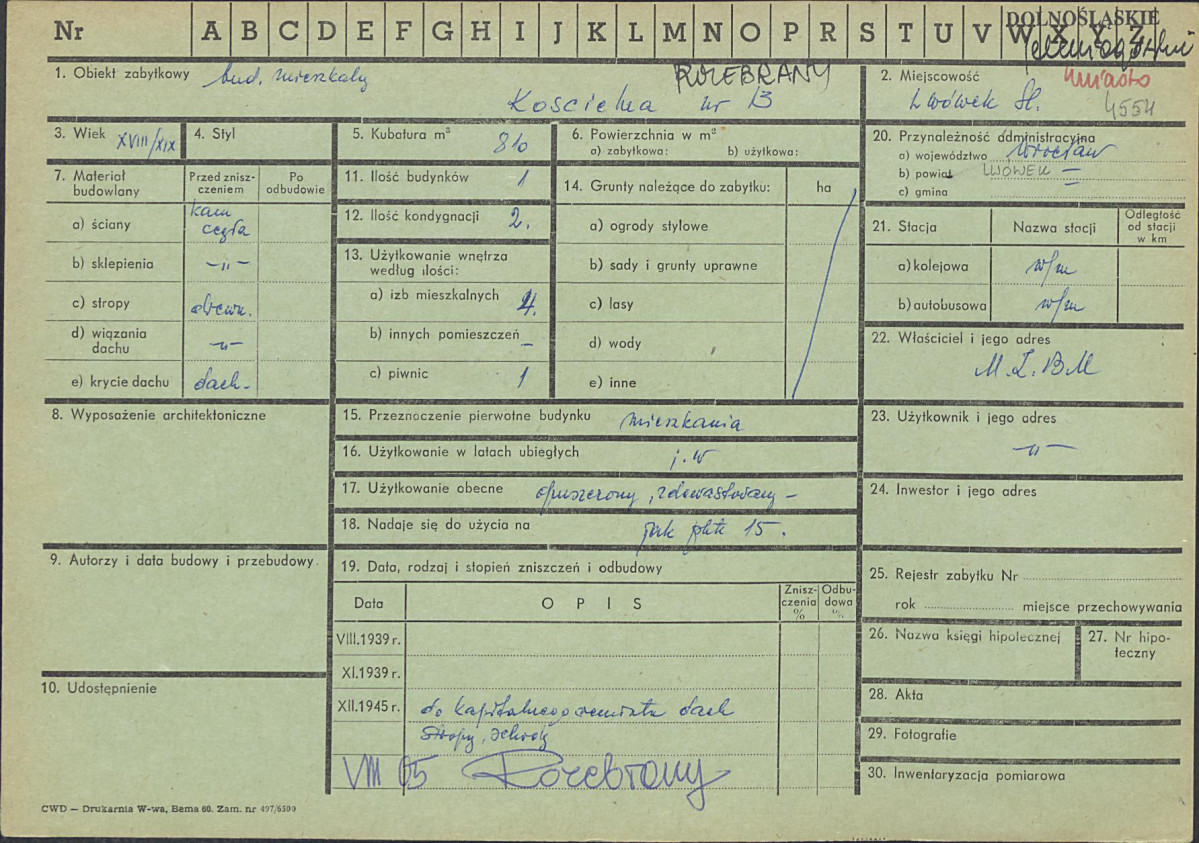 Nr A B C D E F G H I J K L M N O P R S T U V W X Y Z
DOLNOŚLĄSKIE
1. Obiekt zabytkowy bud. mieszkalny ROZEBRANY
Kościelna nr 13
2. Miejscowość miasto
Lwówek Śl. 4554
3. Wiek XVIII/XIX
4. Styl
5. Kubatura m³ 810
6. Powierzchnia w m²
a) zabytkowa: b) użytkowa:
7. Materiał budowlany
Przed zniszczeniem
Po odbudowie
a) ściany kam cegła
b) sklepienia –„–
c) stropy drewn.
d) wiązania dachu –„–
e) krycie dachu dach.
8. Wyposażenie architektoniczne
9. Autorzy i data budowy i przebudowy.
10. Udostępnienie
11. Ilość budynków 1
12. Ilość kondygnacji 2.
13. Użytkowanie wnętrza
według ilości:
a) izb mieszkalnych 4.
b) innych pomieszczeń –
c) piwnic 1
14. Grunty należące do zabytku: ha
a) ogrody stylowe
b) sady i grunty uprawne
c) lasy
d) wody
e) inne
15. Przeznoczenie pierwotne budynku mieszkania
16. Użytkowanie w latach ubiegłych j.w
17. Użytkowanie obecne opuszczony, zdewastowany –
18. Nadaje się do użycia na jak pkt 15.
19. Data, rodzaj i stopień zniszczeń i odbudowy
Data
O P I S
Zniszczenia %
Odbudowa %
VIII.1939 r.
XI.1939 r.
XII.1945 r. do kapitalnego remontu dach
stropy, schody
VIII 65 Rozebrany
20. Przynależność administracyjna
a) województwo Wrocław
b) powiat LWÓWEK –
c) gmina –
21. Stacja
Nazwa stacji
Odległość od stacji w km
a) kolejowa w/m
b) autobusowa w/m
22. Właściciel i jego adres
M.Z.B.M
23. Użytkownik i jego adres
–„–
24. Inwestor i jego adres
25. Rejestr zabytku Nr
rok miejsce przechowywania
26. Nazwa księgi hipotecznej
27. Nr hipoteczny
28. Akta
29. Fotografie
30. Inwentaryzacja pomiarowa
CWD — Drukarnia W-wa, Bema 60. Zam. nr 497/6500